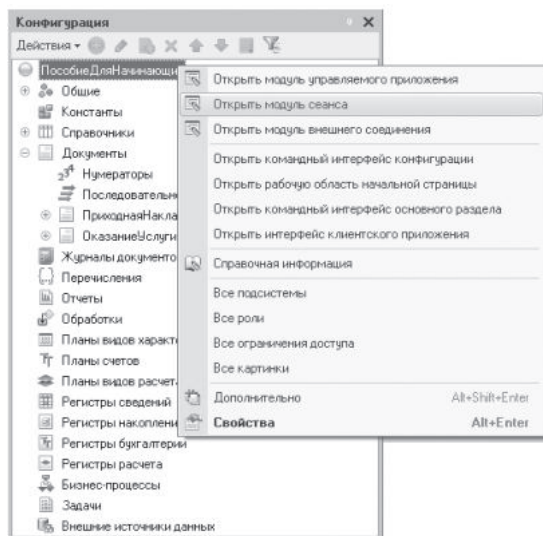 Конфигурация
Действия
ПособиеДляНачинающи
Общие
Константы
Справочники
Документы
Нумераторы
Последовательн
ПриходнаяНакла
ОказаниеУслуги
Журналы документо
Перечисления
Отчеты
Обработки
Планы видов характ
Планы счетов
Планы видов расчет
Регистры сведений
Регистры накоплени
Регистры бухгалтерии
Регистры расчета
Бизнес-процессы
Задачи
Внешние источники данных
Открыть модуль управляемого приложения
Открыть модуль сеанса
Открыть модуль внешнего соединения
Открыть командный интерфейс конфигурации
Открыть рабочую область начальной страницы
Открыть командный интерфейс основного раздела
Открыть интерфейс клиентского приложения
Справочная информация
Все подсистемы
Все роли
Все ограничения доступа
Все картинки
Дополнительно Alt+Shift+Enter
Свойства Alt+Enter